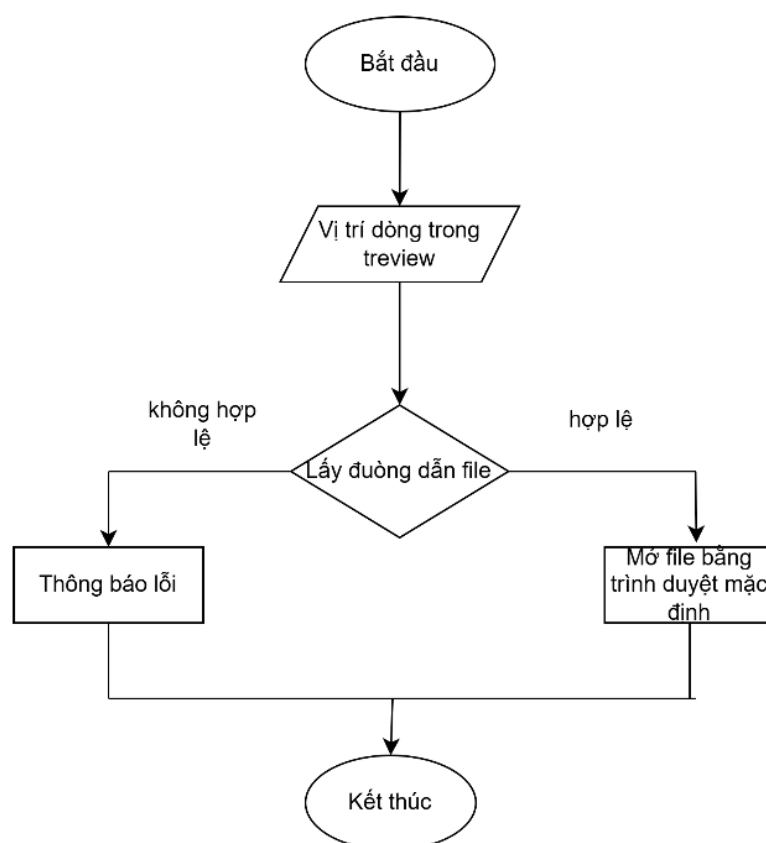 Bắt đầu
Vị trí dòng trong
treview
không hợp
lệ
hợp lệ
Lấy đuòng dẫn file
Thông báo lỗi
Mở file bằng
trình duyệt mặc
định
Kết thúc